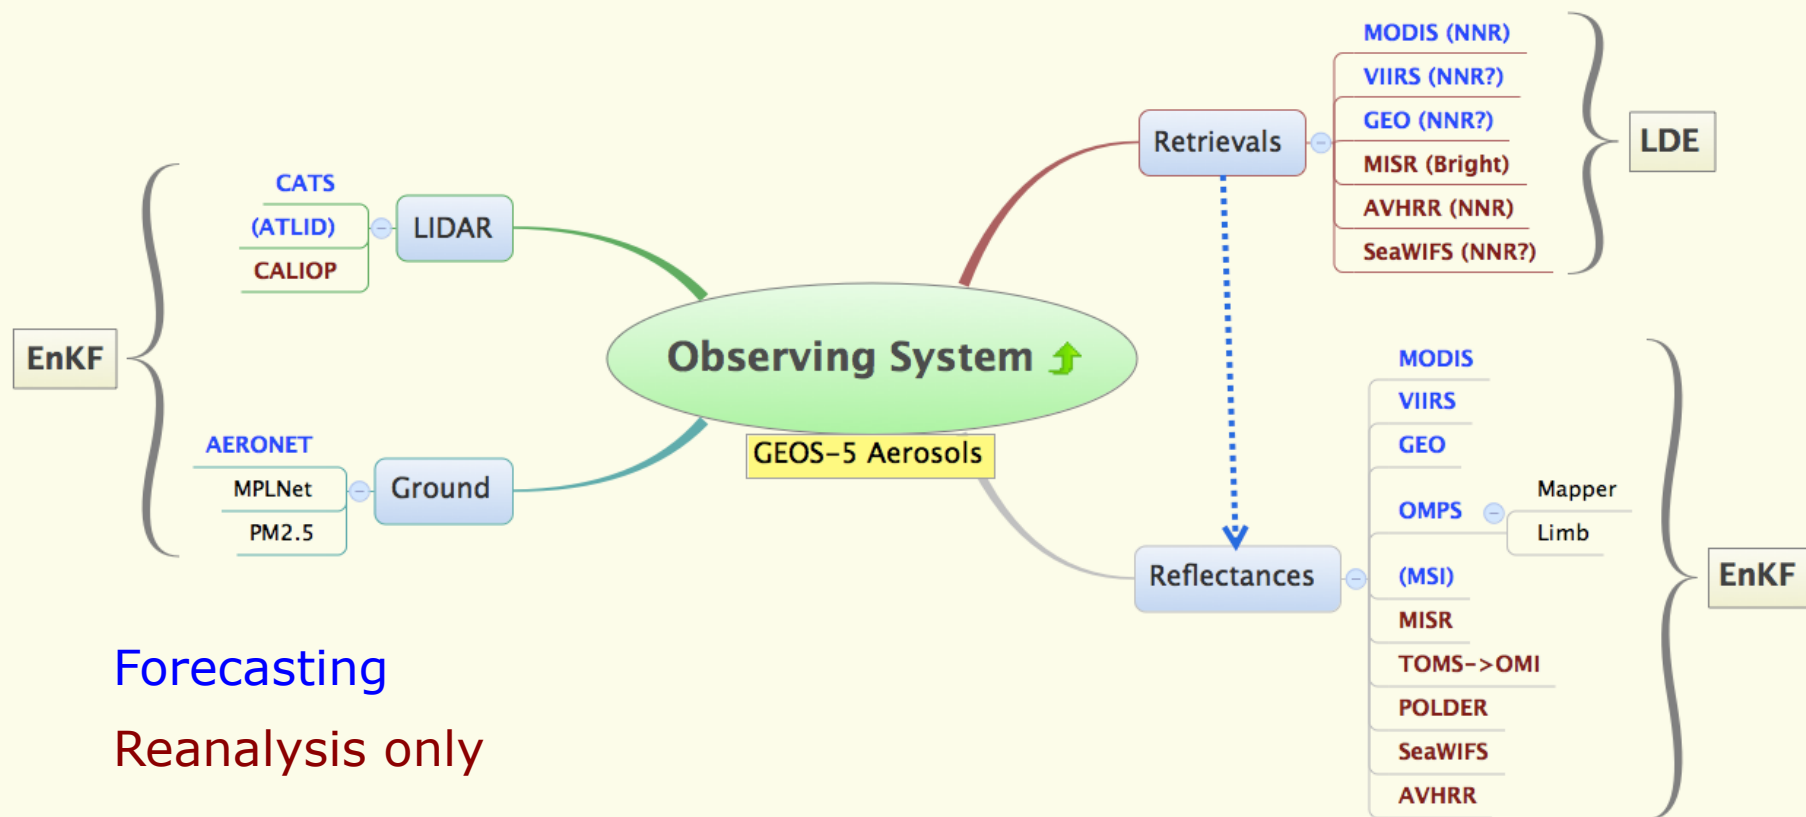 Observing System
GEOS-5 Aerosols
LIDAR
CATS
(ATLID)
CALIOP
Ground
AERONET
MPLNet
PM2.5
EnKF
Retrievals
MODIS (NNR)
VIIRS (NNR?)
GEO (NNR?)
MISR (Bright)
AVHRR (NNR)
SeaWIFS (NNR?)
LDE
Reflectances
MODIS
VIIRS
GEO
OMPS
Mapper
Limb
(MSI)
MISR
TOMS->OMI
POLDER
SeaWIFS
AVHRR
EnKF
Forecasting
Reanalysis only